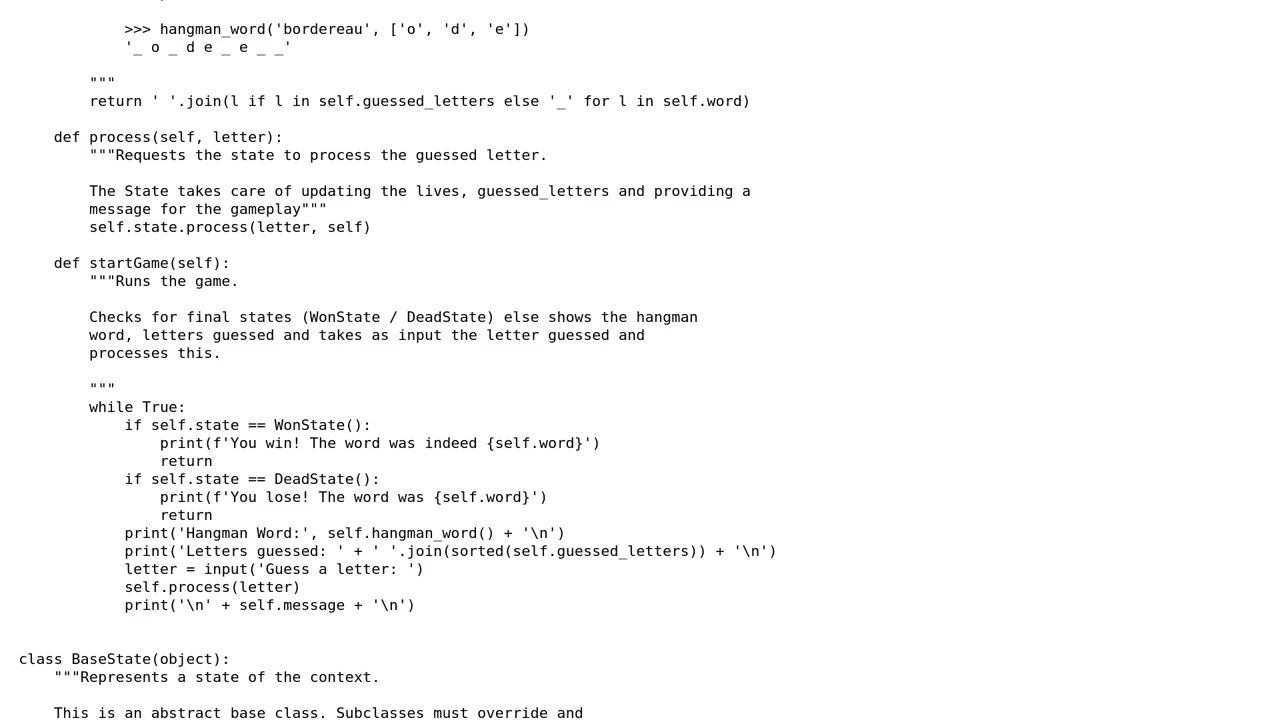 >>> hangman_word('bordereau', ['o', 'd', 'e'])
'_ o _ d e _ e _ _'
"""
return ' '.join(l if l in self.guessed_letters else '_' for l in self.word)
def process(self, letter):
"""Requests the state to process the guessed letter.
The State takes care of updating the lives, guessed_letters and providing a
message for the gameplay"""
self.state.process(letter, self)
def startGame(self):
"""Runs the game.
Checks for final states (WonState / DeadState) else shows the hangman
word, letters guessed and takes as input the letter guessed and
processes this.
"""
while True:
if self.state == WonState():
print(f'You win! The word was indeed {self.word}')
return
if self.state == DeadState():
print(f'You lose! The word was {self.word}')
return
print('Hangman Word:', self.hangman_word() + '\n')
print('Letters guessed: ' + ' '.join(sorted(self.guessed_letters)) + '\n')
letter = input('Guess a letter: ')
self.process(letter)
print('\n' + self.message + '\n')
class BaseState(object):
"""Represents a state of the context.
This is an abstract base class. Subclasses must override and